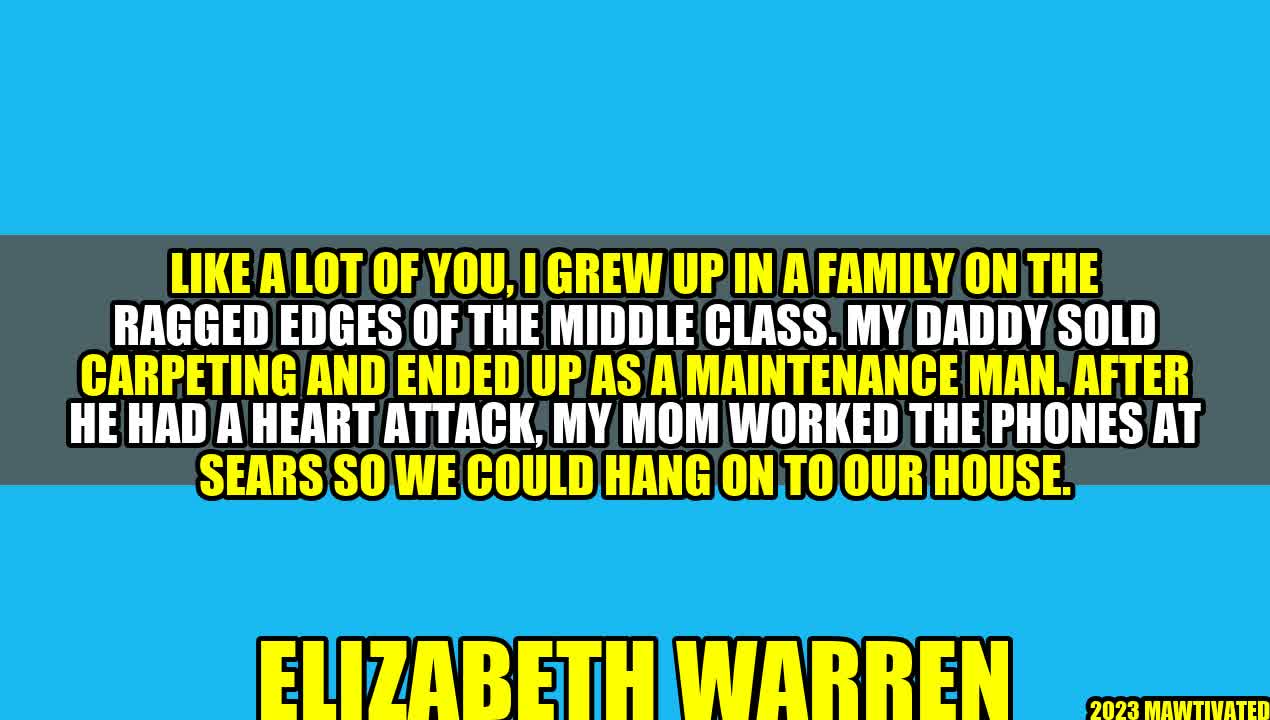 LIKE A LOT OF YOU, I GREW UP IN A FAMILY ON THE
RAGGED EDGES OF THE MIDDLE CLASS. MY DADDY SOLD
CARPETING AND ENDED UP AS A MAINTENANCE MAN. AFTER
HE HAD A HEART ATTACK, MY MOM WORKED THE PHONES AT
SEARS SO WE COULD HANG ON TO OUR HOUSE.
ELIZABETH WARREN
2023 MAWTIVATED